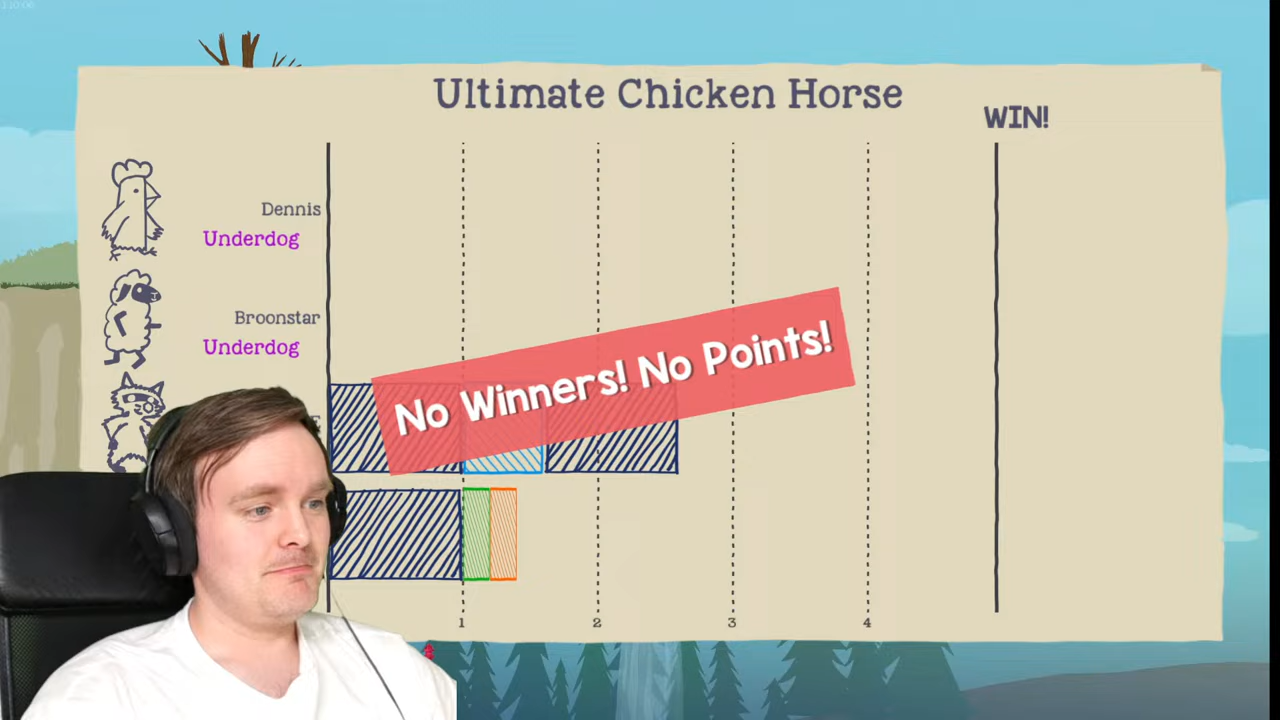 Ultimate Chicken Horse
WIN!
Dennis
Underdog
Broonstar
Underdog
No Winners! No Points!
1 2 3 4